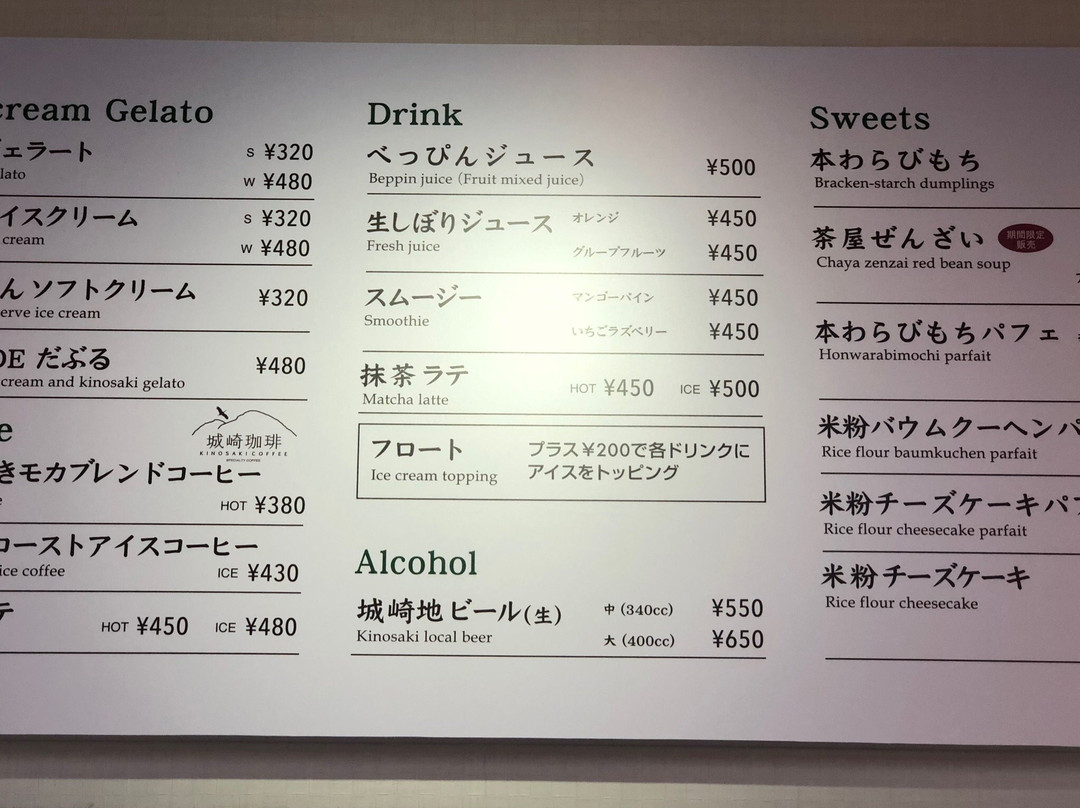 cream Gelato
ェラート S ¥320
lato W ¥480
イスクリーム S ¥320
cream W ¥480
ん ソフトクリーム ¥320
erve ice cream
DE だぶる ¥480
cream and kinosaki gelato
e
城崎珈琲
KINOSAKI COFFEE
SPECIALTY COFFEE
きモカブレンドコーヒー
HOT ¥380
ローストアイスコーヒー
ice coffee ICE ¥430
テ HOT ¥450 ICE ¥480
Drink
べっぴんジュース ¥500
Beppin juice (Fruit mixed juice)
生しぼりジュース オレンジ ¥450
Fresh juice グループフルーツ ¥450
スムージー マンゴーパイン ¥450
Smoothie いちごラズベリー ¥450
抹茶ラテ HOT ¥450 ICE ¥500
Matcha latte
フロート プラス¥200で各ドリンクに
Ice cream topping アイスをトッピング
Alcohol
城崎地ビール(生) 中 (340cc) ¥550
Kinosaki local beer 大 (400cc) ¥650
Sweets
本わらびもち
Bracken-starch dumplings
茶屋ぜんざい 期間限定
販売
Chaya zenzai red bean soup
本わらびもちパフェ
Honwarabimochi parfait
米粉バウムクーヘンパ
Rice flour baumkuchen parfait
米粉チーズケーキパフ
Rice flour cheesecake parfait
米粉チーズケーキ
Rice flour cheesecake